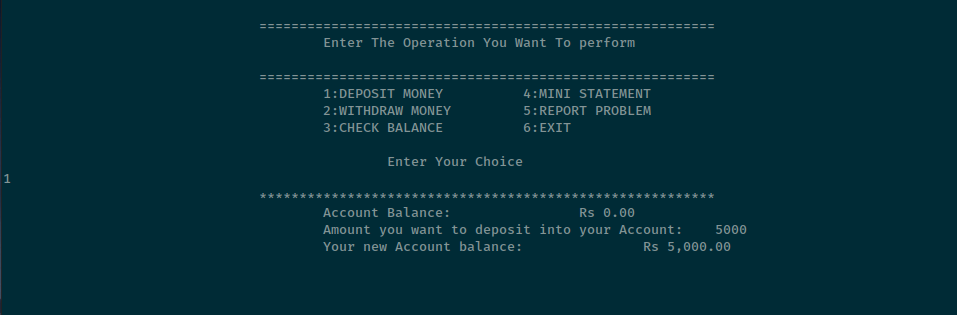 =========================================================
Enter The Operation You Want To perform
=========================================================
1:DEPOSIT MONEY 4:MINI STATEMENT
2:WITHDRAW MONEY 5:REPORT PROBLEM
3:CHECK BALANCE 6:EXIT
Enter Your Choice
1
*********************************************************
Account Balance: Rs 0.00
Amount you want to deposit into your Account: 5000
Your new Account balance: Rs 5,000.00